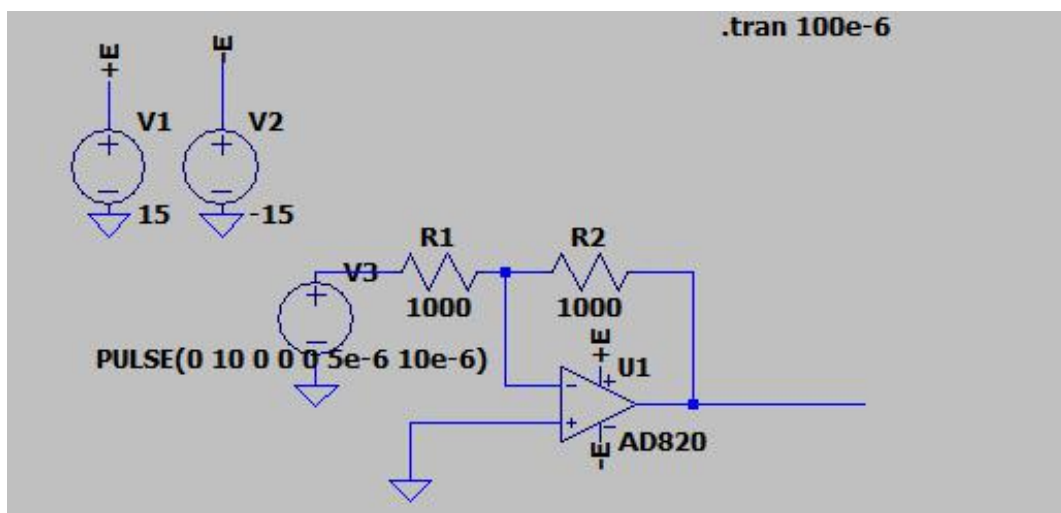 .tran 100e-6
+E
-E
V1
V2
15
-15
R1
R2
V3
1000
1000
PULSE(0 10 0 0 0 5e-6 10e-6)
+E
U1
AD820
-E